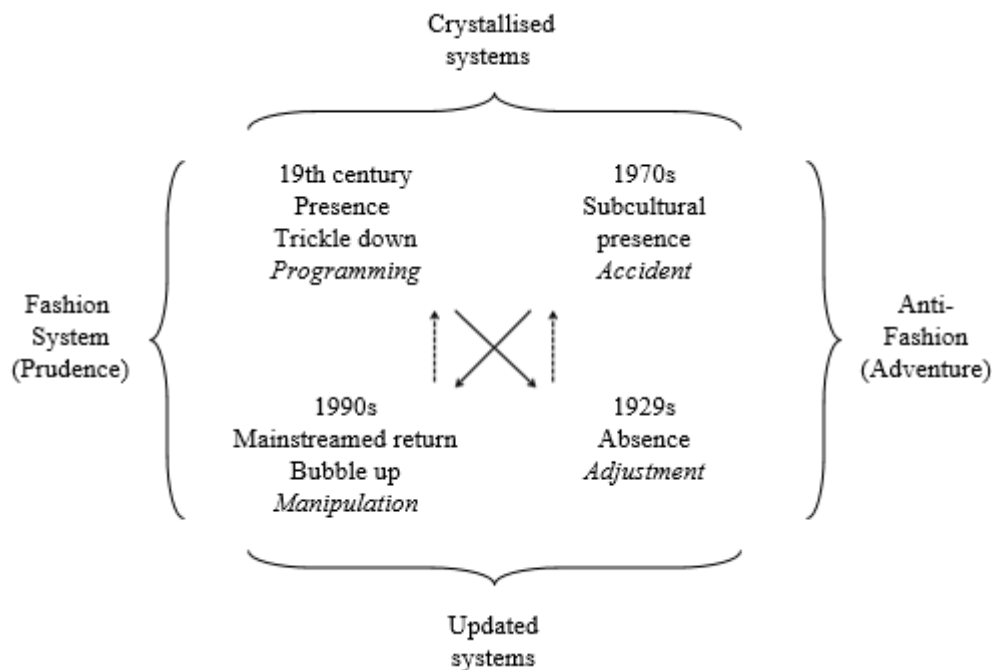 Crystallised
systems
19th century
Presence
Trickle down
Programming
1970s
Subcultural
presence
Accident
Fashion
System
(Prudence)
Anti-
Fashion
(Adventure)
1990s
Mainstreamed return
Bubble up
Manipulation
1929s
Absence
Adjustment
Updated
systems